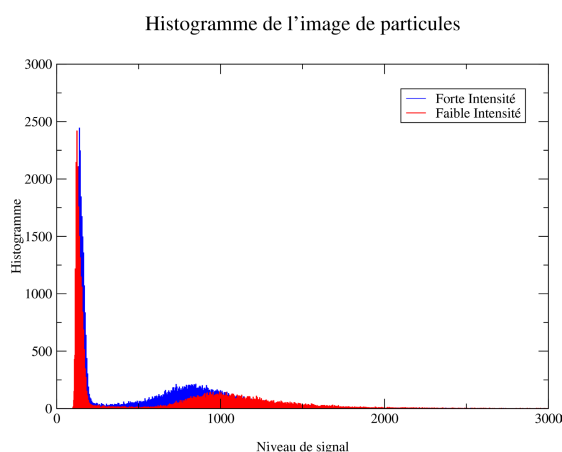 Histogramme de l'image de particules
3000
2500
2000
1500
1000
500
0
Histogramme
Forte Intensité
Faible Intensité
0
1000
2000
3000
Niveau de signal